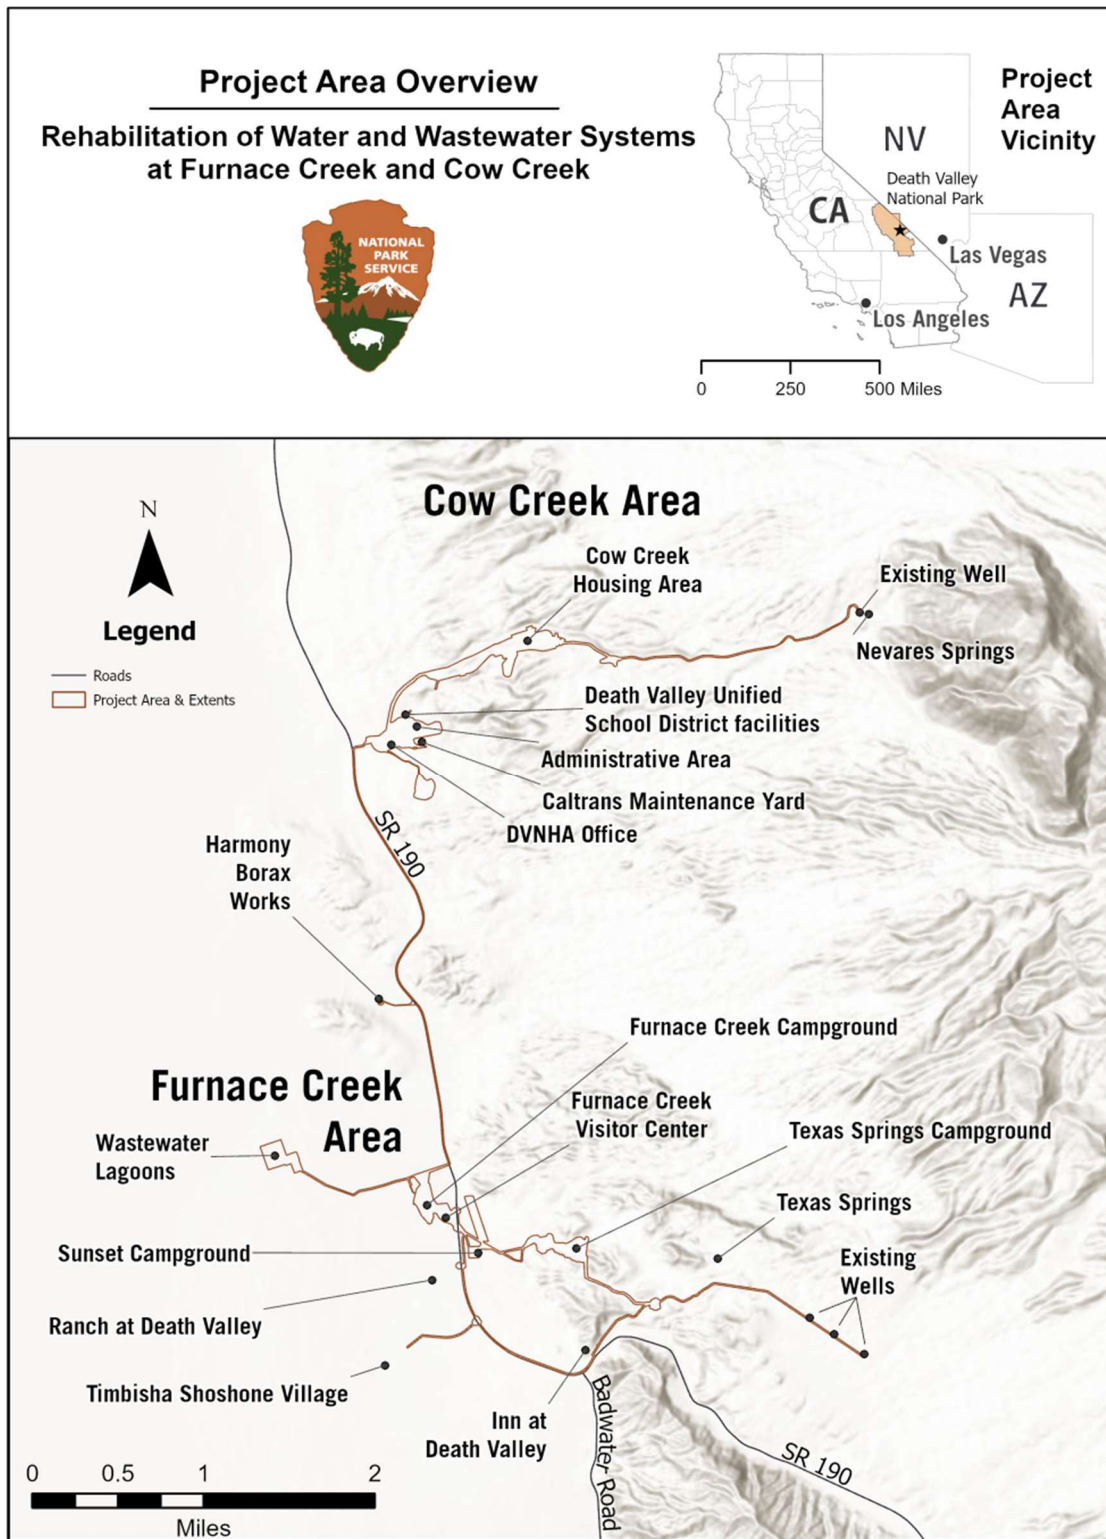 Project Area Overview
Rehabilitation of Water and Wastewater Systems
at Furnace Creek and Cow Creek
NATIONAL
PARK
SERVICE
Project
Area
Vicinity
NV
Death Valley
National Park
CA
Las Vegas
AZ
Los Angeles
0 250 500 Miles
N
Legend
Roads
Project Area & Extents
Cow Creek Area
Cow Creek
Housing Area
Existing Well
Nevares Springs
Death Valley Unified
School District facilities
Administrative Area
Caltrans Maintenance Yard
DVNHA Office
SR 190
Harmony
Borax
Works
Furnace Creek Campground
Furnace Creek
Area
Furnace Creek
Visitor Center
Texas Springs Campground
Wastewater
Lagoons
Texas Springs
Sunset Campground
Existing
Wells
Ranch at Death Valley
Timbisha Shoshone Village
Inn at
Death Valley
Badwater Road
SR 190
0 0.5 1 2
Miles